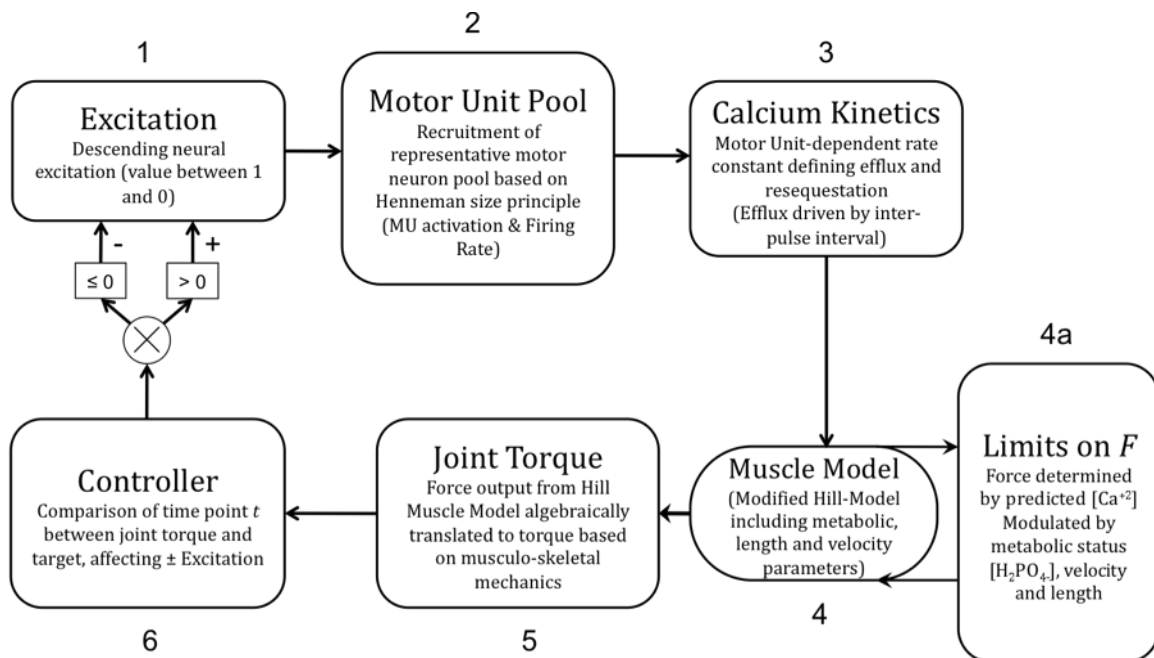 1
Excitation
Descending neural
excitation (value between 1
and 0)
-
+
≤ 0
> 0
2
Motor Unit Pool
Recruitment of
representative motor
neuron pool based on
Henneman size principle
(MU activation & Firing
Rate)
3
Calcium Kinetics
Motor Unit-dependent rate
constant defining efflux and
resequestation
(Efflux driven by inter-
pulse interval)
4a
Limits on F
Force determined
by predicted [Ca⁺²]
Modulated by
metabolic status
[H₂PO₄₋], velocity
and length
Muscle Model
(Modified Hill-Model
including metabolic,
length and velocity
parameters)
4
Joint Torque
Force output from Hill
Muscle Model algebraically
translated to torque based
on musculo-skeletal
mechanics
5
Controller
Comparison of time point t
between joint torque and
target, affecting ± Excitation
6